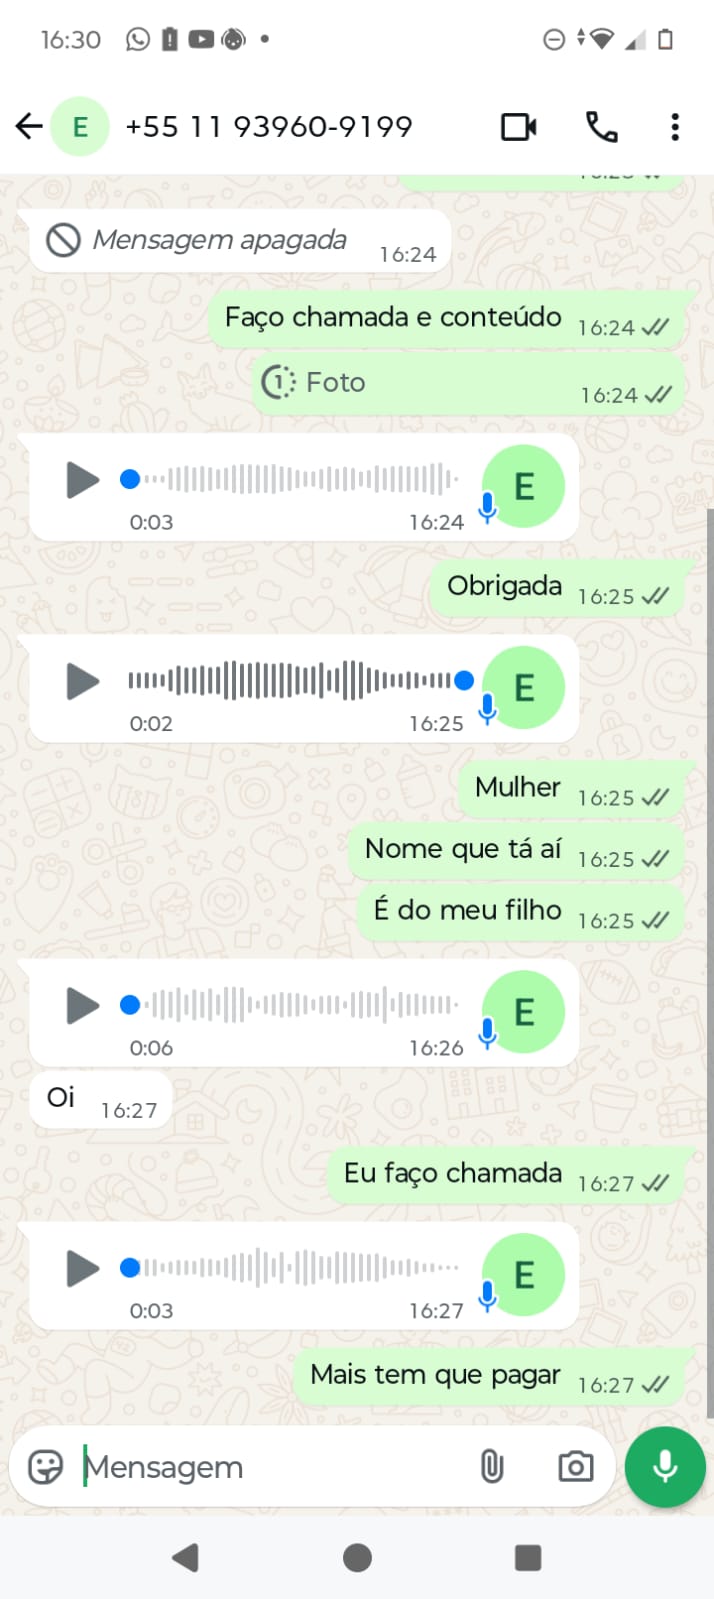 16:30
E
+55 11 93960-9199
Mensagem apagada 16:24
Faço chamada e conteúdo 16:24
1 Foto 16:24
E
0:03 16:24
Obrigada 16:25
E
0:02 16:25
Mulher 16:25
Nome que tá aí 16:25
É do meu filho 16:25
E
0:06 16:26
Oi 16:27
Eu faço chamada 16:27
E
0:03 16:27
Mais tem que pagar 16:27
Mensagem